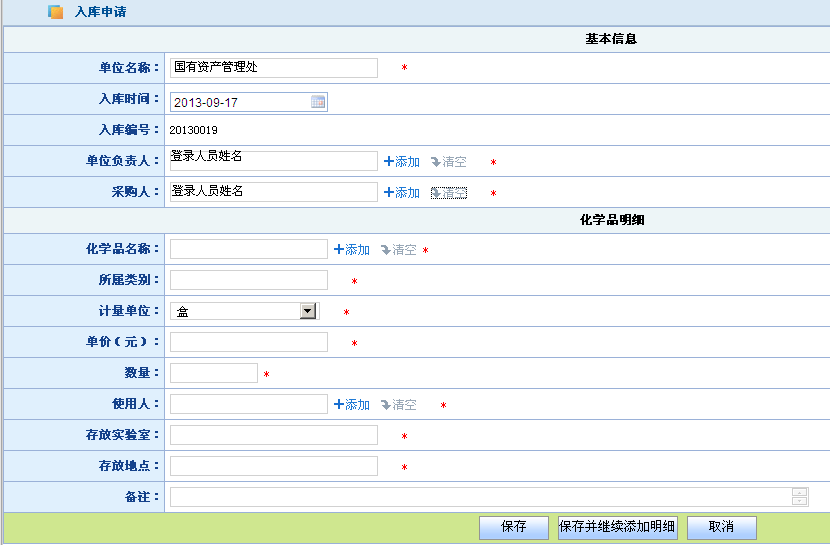 入库申请
基本信息
单位名称： 国有资产管理处 *
入库时间： 2013-09-17
入库编号： 20130019
单位负责人： 登录人员姓名 +添加 清空 *
采购人： 登录人员姓名 +添加 清空 *
化学品明细
化学品名称： +添加 清空 *
所属类别： *
计量单位： 盒 *
单价（元）： *
数量： *
使用人： +添加 清空 *
存放实验室： *
存放地点： *
备注：
保存 保存并继续添加明细 取消